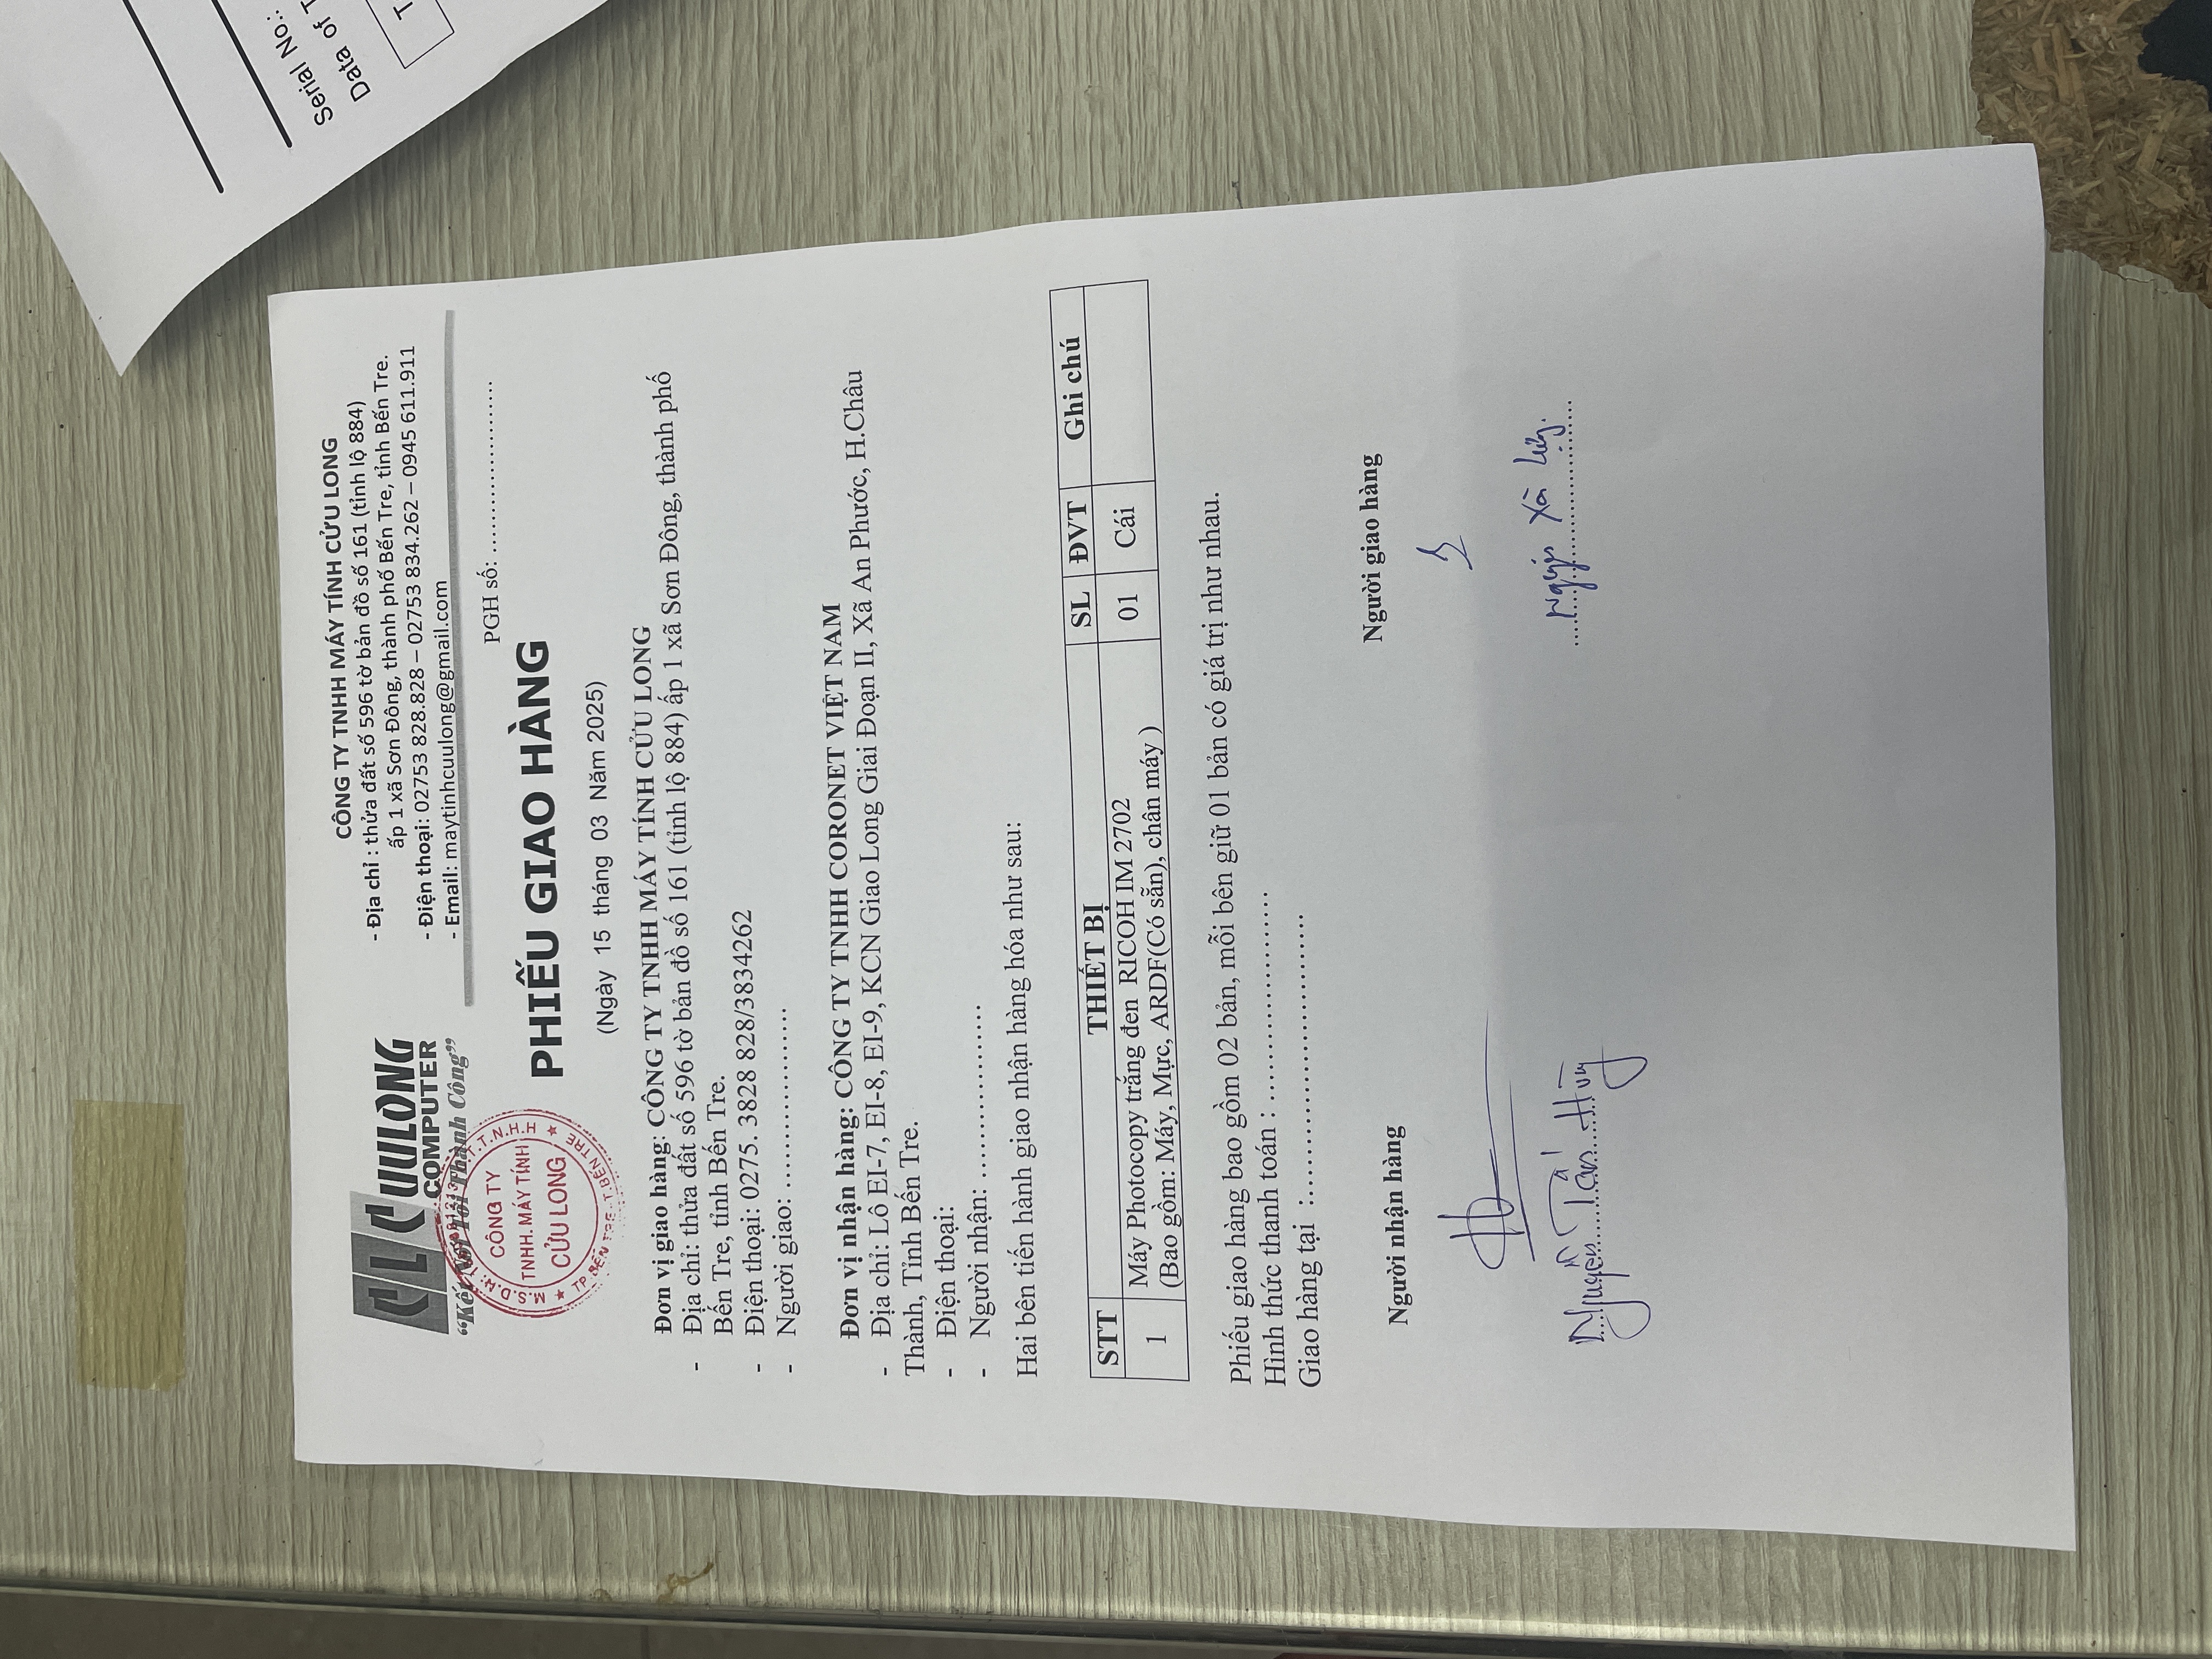 Serial No.:
Data of T
T
CUULONG
COMPUTER
“Kết Nối Tới Thành Công”
CÔNG TY TNHH MÁY TÍNH CỬU LONG
- Địa chỉ : thửa đất số 596 tờ bản đồ số 161 (tỉnh lộ 884)
ấp 1 xã Sơn Đông, thành phố Bến Tre, tỉnh Bến Tre.
- Điện thoại: 02753 828.828 – 02753 834.262 – 0945 611.911
- Email: maytinhcuulong@gmail.com
M.S.D.N:
C.T.T.N.H.H
CÔNG TY
TNHH.MÁY TÍNH
CỬU LONG
TP. BẾN TRE - T.BẾN TRE
PGH số: ........................
PHIẾU GIAO HÀNG
(Ngày 15 tháng 03 Năm 2025)
Đơn vị giao hàng: CÔNG TY TNHH MÁY TÍNH CỬU LONG
- Địa chỉ: thửa đất số 596 tờ bản đồ số 161 (tỉnh lộ 884) ấp 1 xã Sơn Đông, thành phố
Bến Tre, tỉnh Bến Tre.
- Điện thoại: 0275. 3828 828/3834262
- Người giao: ........................
Đơn vị nhận hàng: CÔNG TY TNHH CORONET VIỆT NAM
- Địa chỉ: Lô EI-7, EI-8, EI-9, KCN Giao Long Giai Đoạn II, Xã An Phước, H.Châu
Thành, Tỉnh Bến Tre.
- Điện thoại:
- Người nhận: ........................
Hai bên tiến hành giao nhận hàng hóa như sau:
STT THIẾT BỊ SL ĐVT Ghi chú
1 Máy Photocopy trắng đen RICOH IM 2702 01 Cái
(Bao gồm: Máy, Mực, ARDF(Có sẵn), chân máy )
Phiếu giao hàng bao gồm 02 bản, mỗi bên giữ 01 bản có giá trị như nhau.
Hình thức thanh toán : ..............................
Giao hàng tại :........................................
Người nhận hàng Người giao hàng
Nguyễn Tấn Hùng